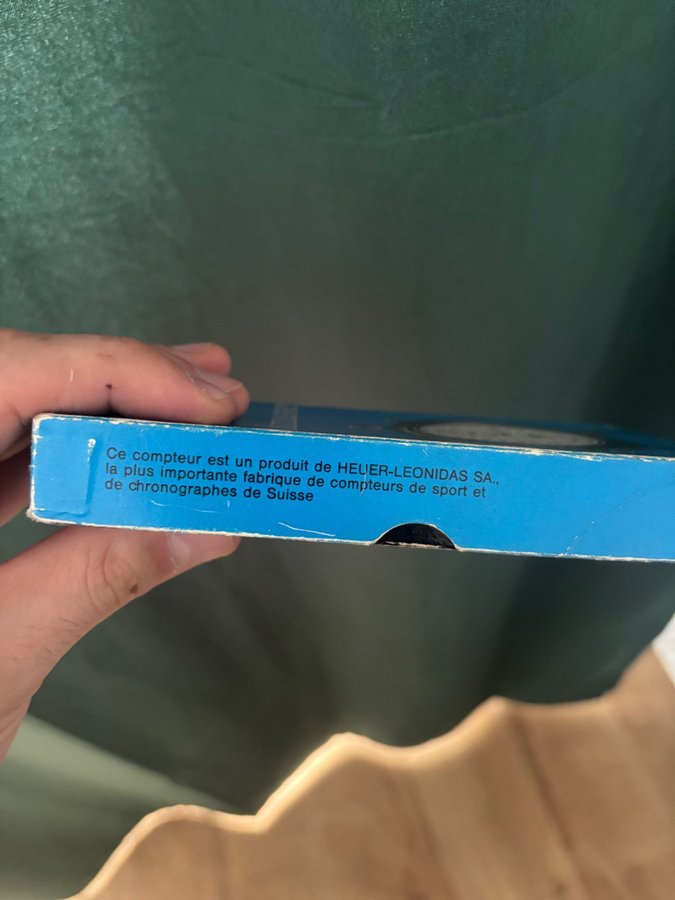 Ce compteur est un produit de HEUER-LEONIDAS SA.,
la plus importante fabrique de compteurs de sport et
de chronographes de Suisse